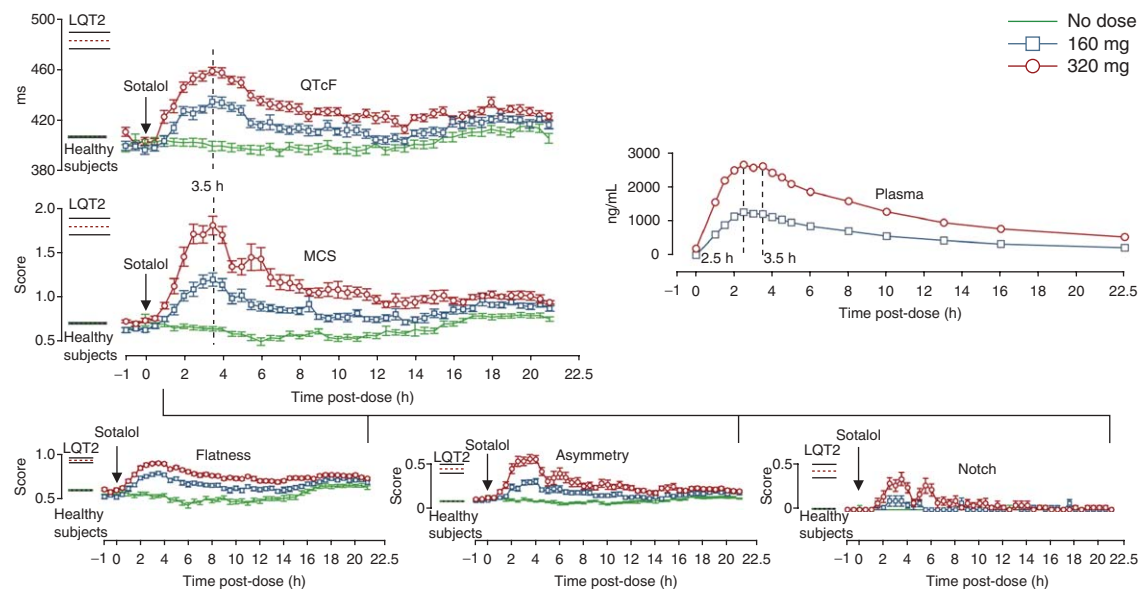 No dose
160 mg
320 mg
LQT2
500
460
420
380
ms
Sotalol
QTcF
Healthy
subjects
3.5 h
LQT2
2.0
1.5
1.0
0.5
Score
Sotalol
MCS
Healthy
subjects
−1 0 2 4 6 8 10 12 14 16 18 20 22.5
Time post-dose (h)
3000
2000
1000
0
ng/mL
Plasma
2.5 h 3.5 h
−1 0 2 4 6 8 10 12 14 16 18 20 22.5
Time post-dose (h)
LQT2
1.0
0.5
Score
Sotalol
Flatness
Healthy
subjects
−1 0 2 4 6 8 10 12 14 16 18 20 22.5
Time post-dose (h)
LQT2
0.5
0
Score
Sotalol
Asymmetry
Healthy
subjects
−1 0 2 4 6 8 10 12 14 16 18 20 22.5
Time post-dose (h)
LQT2
0.5
0
Score
Sotalol
Notch
Healthy
subjects
−1 0 2 4 6 8 10 12 14 16 18 20 22.5
Time post-dose (h)